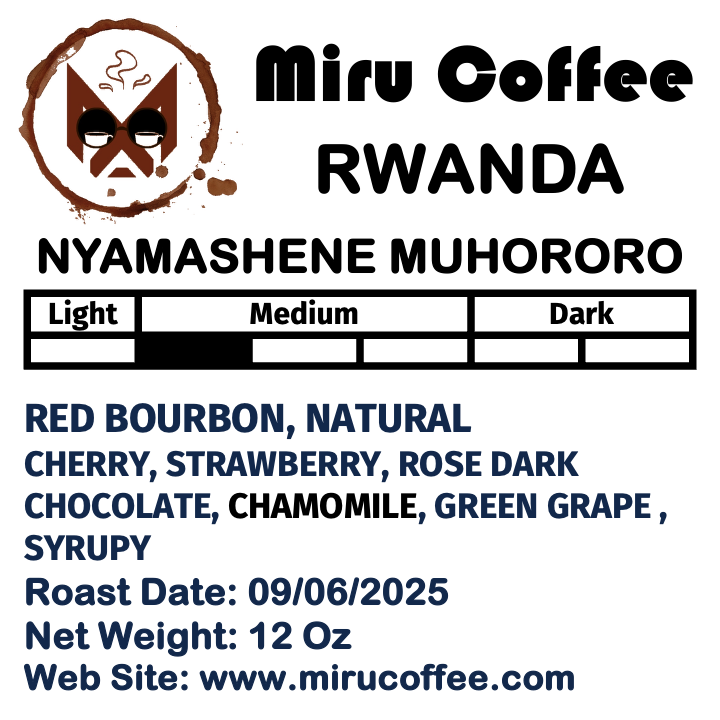 Miru Coffee
RWANDA
NYAMASHENE MUHORORO
Light Medium Dark
RED BOURBON, NATURAL
CHERRY, STRAWBERRY, ROSE DARK
CHOCOLATE, CHAMOMILE, GREEN GRAPE ,
SYRUPY
Roast Date: 09/06/2025
Net Weight: 12 Oz
Web Site: www.mirucoffee.com